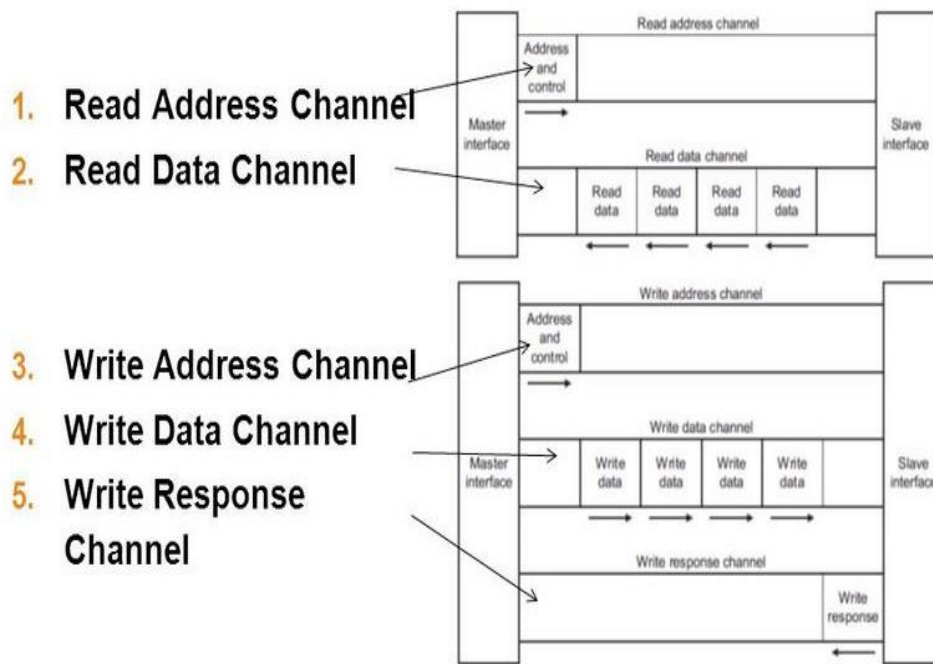 1. Read Address Channel
2. Read Data Channel
3. Write Address Channel
4. Write Data Channel
5. Write Response
Channel
Read address channel
Address
and
control
Master
interface
Slave
interface
Read data channel
Read
data
Read
data
Read
data
Read
data
Write address channel
Address
and
control
Write data channel
Master
interface
Write
data
Write
data
Write
data
Write
data
Slave
interface
Write response channel
Write
response